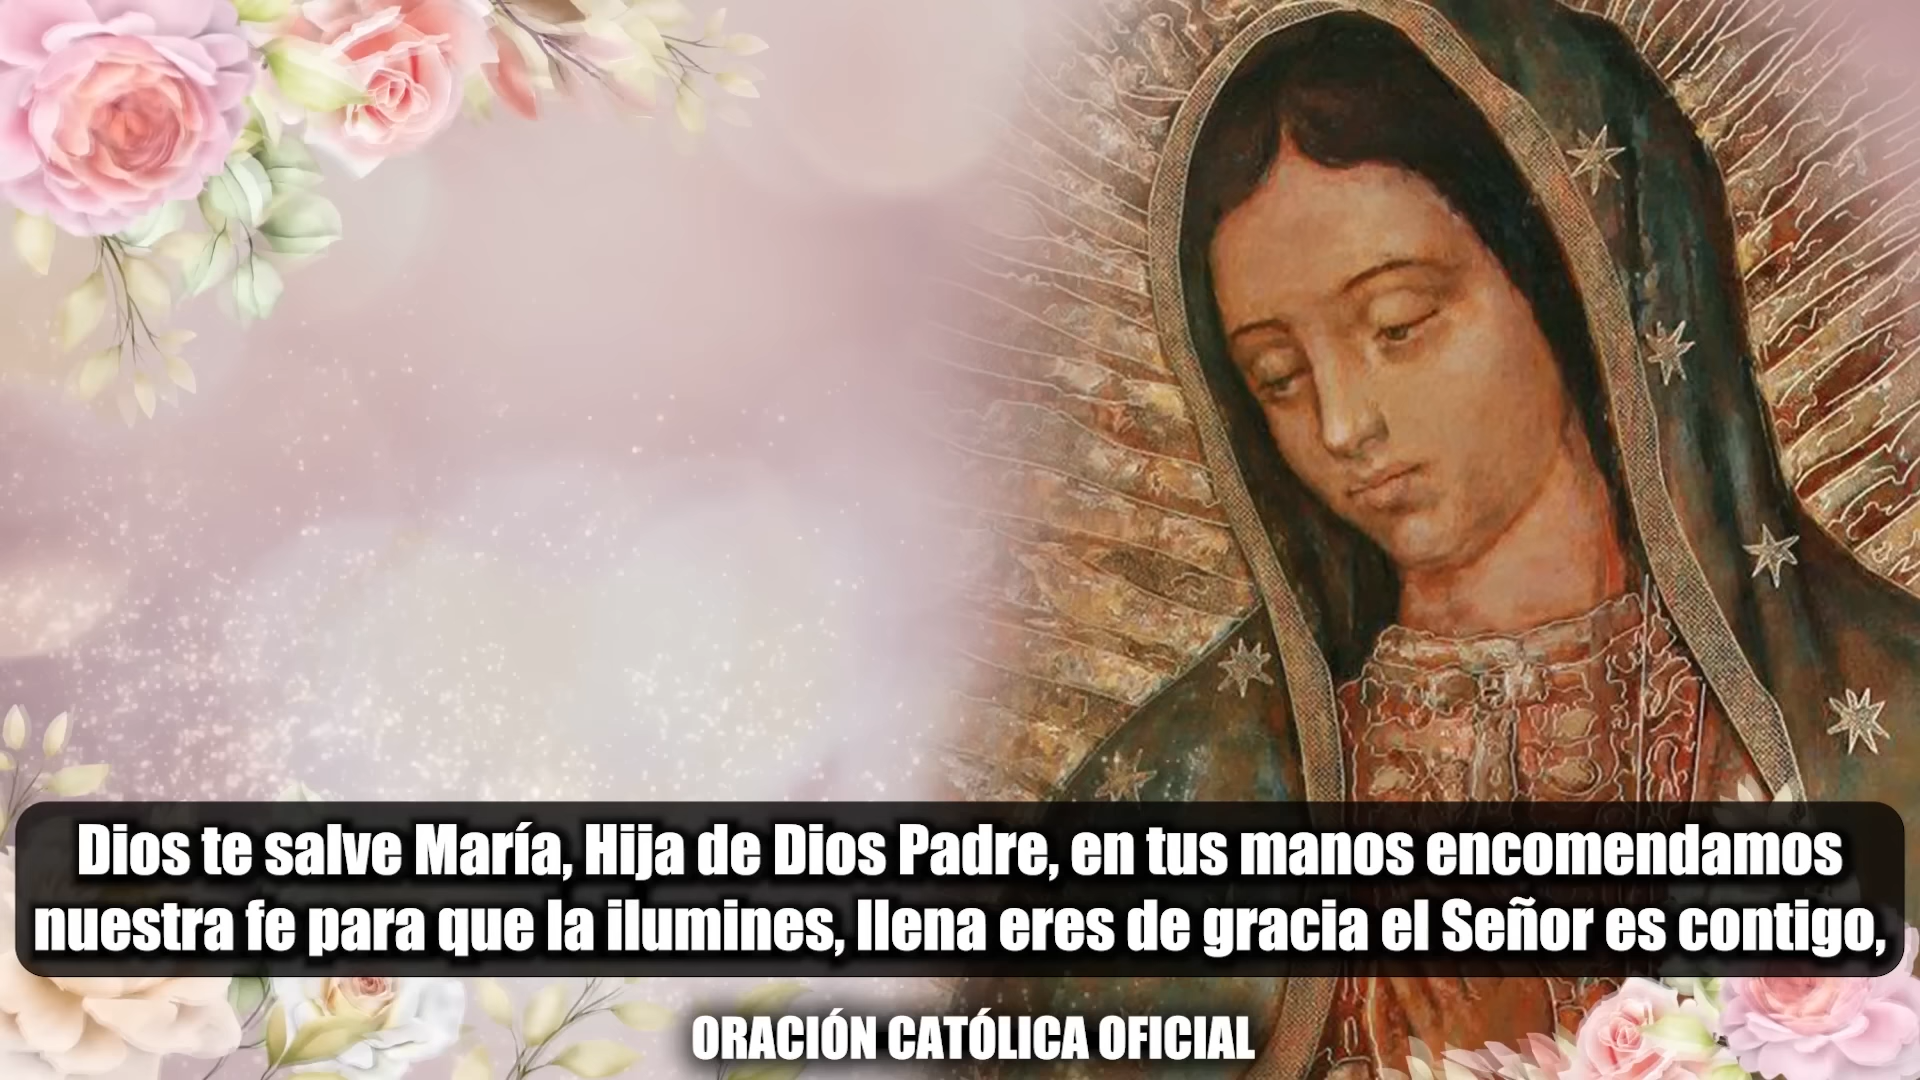 Dios te salve María, Hija de Dios Padre, en tus manos encomendamos
nuestra fe para que la ilumines, llena eres de gracia el Señor es contigo,
ORACIÓN CATÓLICA OFICIAL